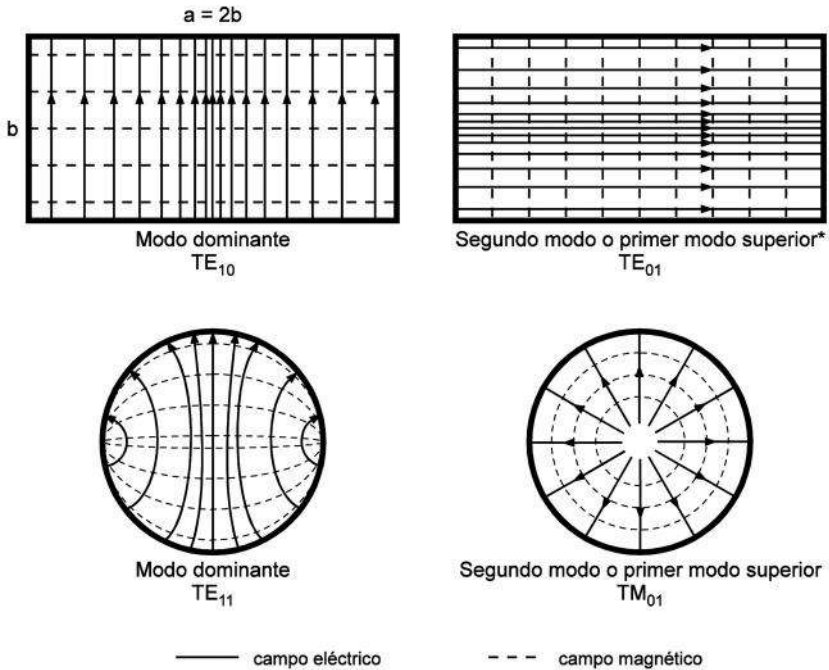 a = 2b
b
Modo dominante
TE₁₀
Segundo modo o primer modo superior*
TE₀₁
Modo dominante
TE₁₁
Segundo modo o primer modo superior
TM₀₁
campo eléctrico
campo magnético